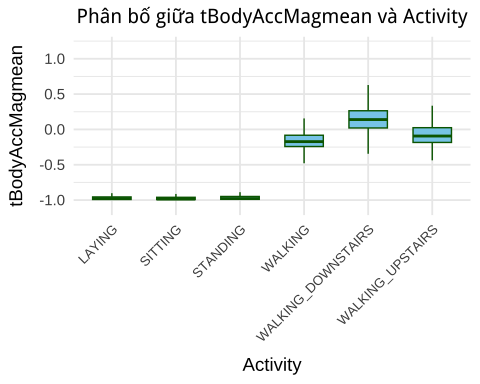 Phân bố giữa tBodyAccMagmean và Activity
tBodyAccMagmean
1.0
0.5
0.0
-0.5
-1.0
LAYING
SITTING
STANDING
WALKING
WALKING_DOWNSTAIRS
WALKING_UPSTAIRS
Activity